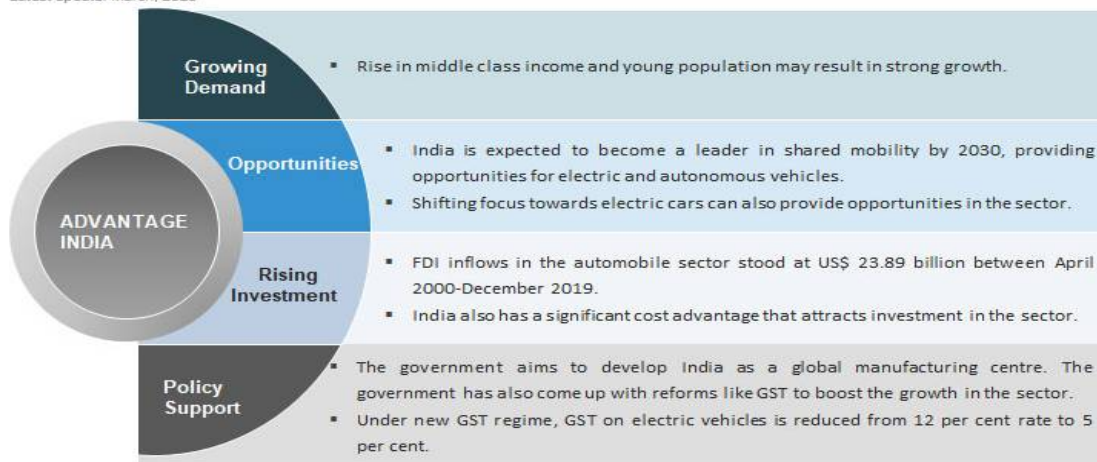 Growing
Demand
▪ Rise in middle class income and young population may result in strong growth.
Opportunities
▪ India is expected to become a leader in shared mobility by 2030, providing
opportunities for electric and autonomous vehicles.
▪ Shifting focus towards electric cars can also provide opportunities in the sector.
ADVANTAGE
INDIA
Rising
Investment
▪ FDI inflows in the automobile sector stood at US$ 23.89 billion between April
2000-December 2019.
▪ India also has a significant cost advantage that attracts investment in the sector.
Policy
Support
▪ The government aims to develop India as a global manufacturing centre. The
government has also come up with reforms like GST to boost the growth in the sector.
▪ Under new GST regime, GST on electric vehicles is reduced from 12 per cent rate to 5
per cent.